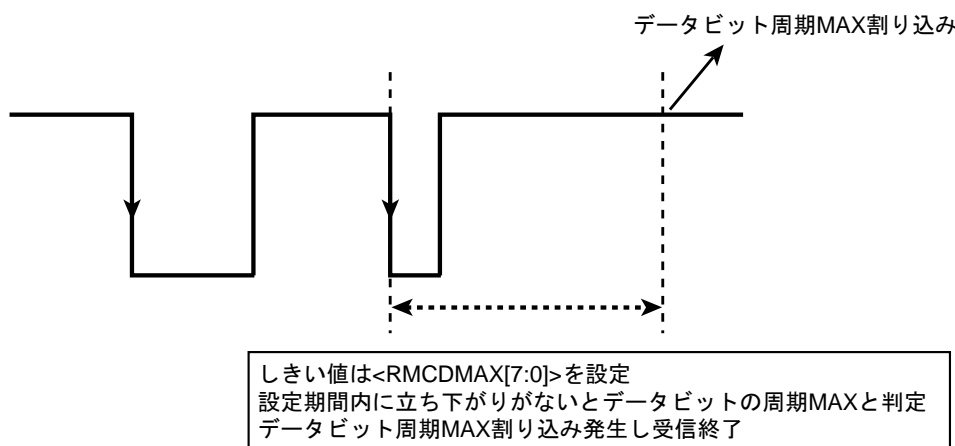 データビット周期MAX割り込み
しきい値は<RMCDMAX[7:0]>を設定
設定期間内に立ち下がりがないとデータビットの周期MAXと判定
データビット周期MAX割り込み発生し受信終了